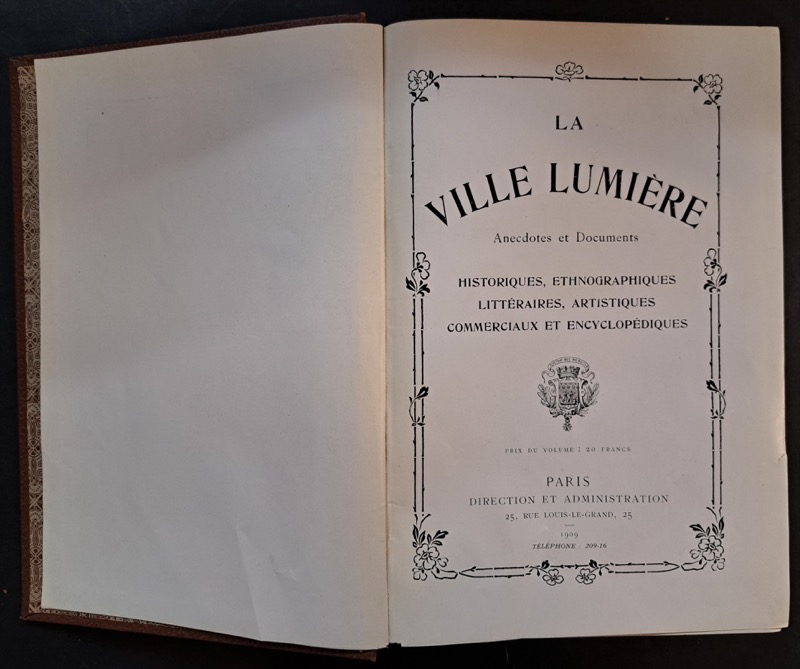 LA
VILLE LUMIÈRE
Anecdotes et Documents
HISTORIQUES, ETHNOGRAPHIQUES
LITTÉRAIRES, ARTISTIQUES
COMMERCIAUX ET ENCYCLOPÉDIQUES
PRIX DU VOLUME : 20 FRANCS
PARIS
DIRECTION ET ADMINISTRATION
25, RUE LOUIS-LE-GRAND, 25
1909
TÉLÉPHONE : 209-16